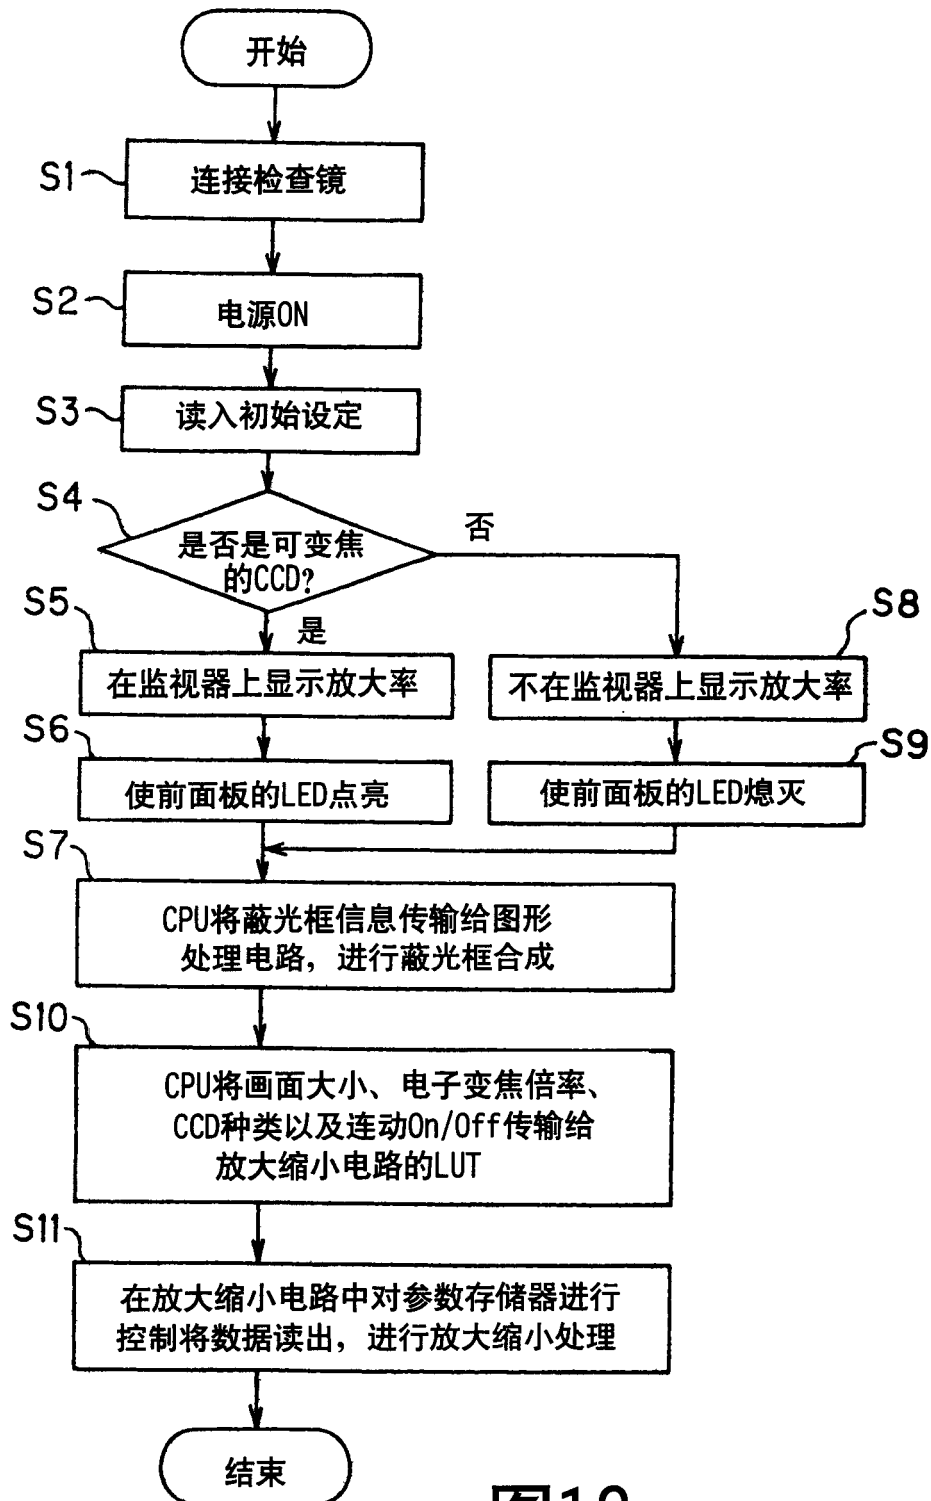 开始
S1
连接检查镜
S2
电源ON
S3
读入初始设定
S4
是否是可变焦
的CCD?
否
是
S5
在监视器上显示放大率
S8
不在监视器上显示放大率
S6
使前面板的LED点亮
S9
使前面板的LED熄灭
S7
CPU将蔽光框信息传输给图形
处理电路，进行蔽光框合成
S10
CPU将画面大小、电子变焦倍率、
CCD种类以及连动On/Off传输给
放大缩小电路的LUT
S11
在放大缩小电路中对参数存储器进行
控制将数据读出，进行放大缩小处理
结束